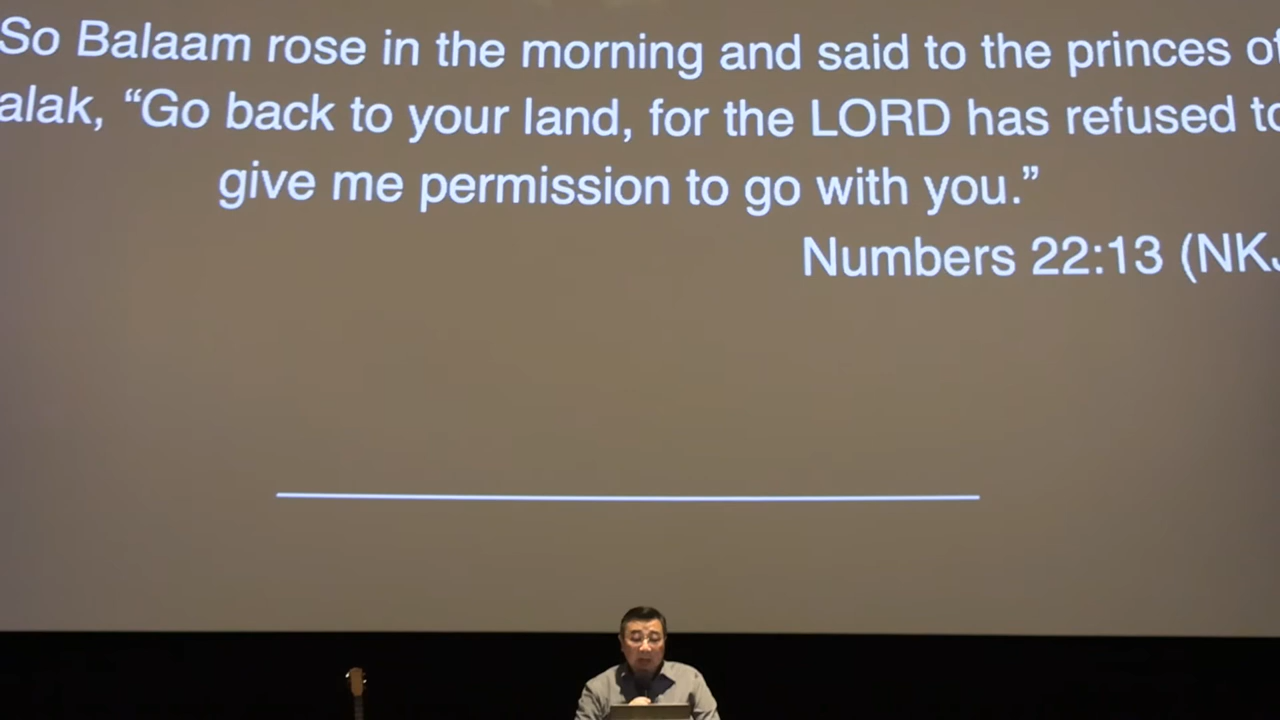 So Balaam rose in the morning and said to the princes of
alak, “Go back to your land, for the LORD has refused to
give me permission to go with you.”
Numbers 22:13 (NKJ